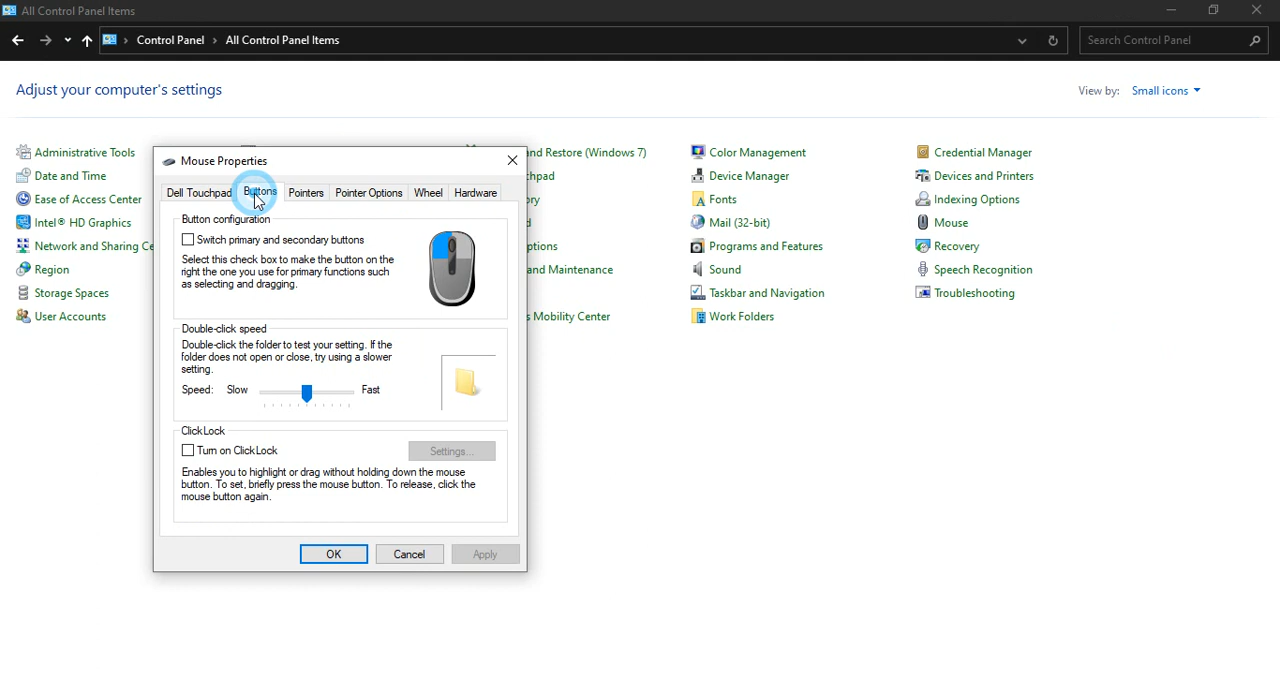 All Control Panel Items
Control Panel › All Control Panel Items
Search Control Panel
Adjust your computer's settings
View by: Small icons
Administrative Tools
Date and Time
Ease of Access Center
Intel® HD Graphics
Network and Sharing
Region
Storage Spaces
User Accounts
Mouse Properties
Dell Touchpad Buttons Pointers Pointer Options Wheel Hardware
Button configuration
Switch primary and secondary buttons
Select this check box to make the button on the
right the one you use for primary functions such
as selecting and dragging.
Double-click speed
Double-click the folder to test your setting. If the
folder does not open or close, try using a slower
setting.
Speed: Slow Fast
ClickLock
Turn on ClickLock
Settings...
Enables you to highlight or drag without holding down the mouse
button. To set, briefly press the mouse button. To release, click the
mouse button again.
OK Cancel Apply
and Restore (Windows 7)
and Maintenance
Mobility Center
Color Management
Device Manager
Fonts
Mail (32-bit)
Programs and Features
Sound
Taskbar and Navigation
Work Folders
Credential Manager
Devices and Printers
Indexing Options
Mouse
Recovery
Speech Recognition
Troubleshooting